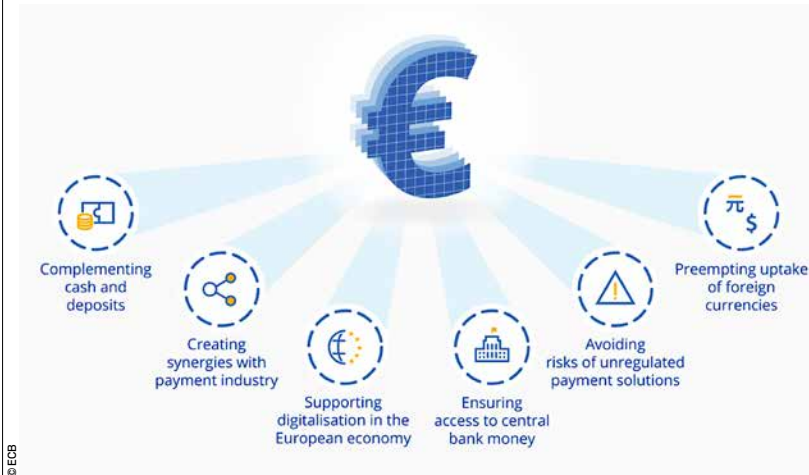 €
Complementing
cash and
deposits
Creating
synergies with
payment industry
Supporting
digitalisation in the
European economy
Ensuring
access to central
bank money
Avoiding
risks of unregulated
payment solutions
元
$
Preempting uptake
of foreign
currencies
© ECB